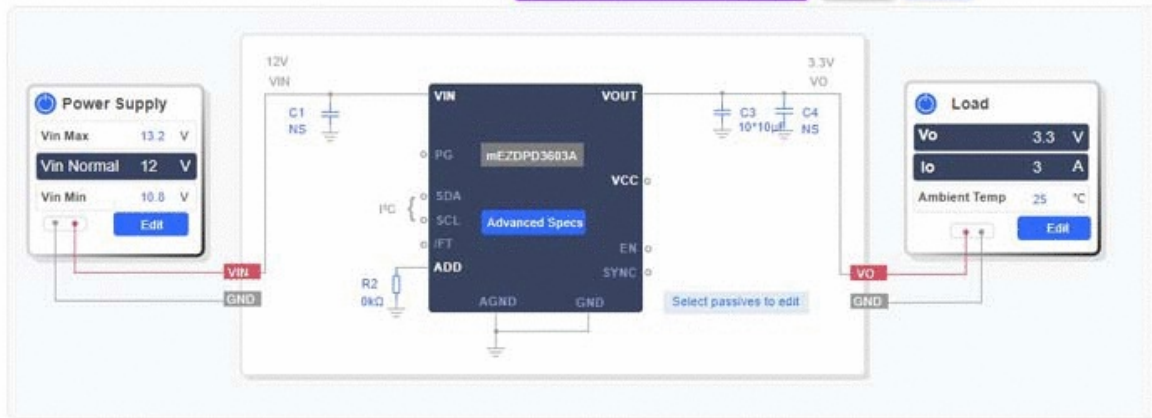 Power Supply
Vin Max 13.2 V
Vin Normal 12 V
Vin Min 10.8 V
Edit
VIN
GND
12V
VIN
C1
NS
I²C
R2
0kΩ
VIN
VOUT
PG
mEZDPD3603A
VCC
SDA
SCL
Advanced Specs
/FT
EN
ADD
SYNC
AGND
GND
3.3V
VO
C3
10*10μF
C4
NS
Select passives to edit
VO
GND
Load
Vo 3.3 V
Io 3 A
Ambient Temp 25 °C
Edit